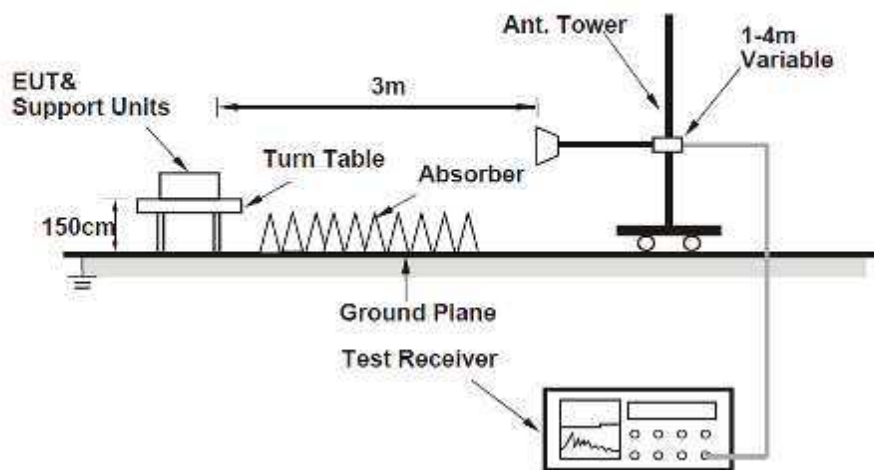 Ant. Tower
1-4m
Variable
EUT&
Support Units
3m
Turn Table
Absorber
150cm
Ground Plane
Test Receiver